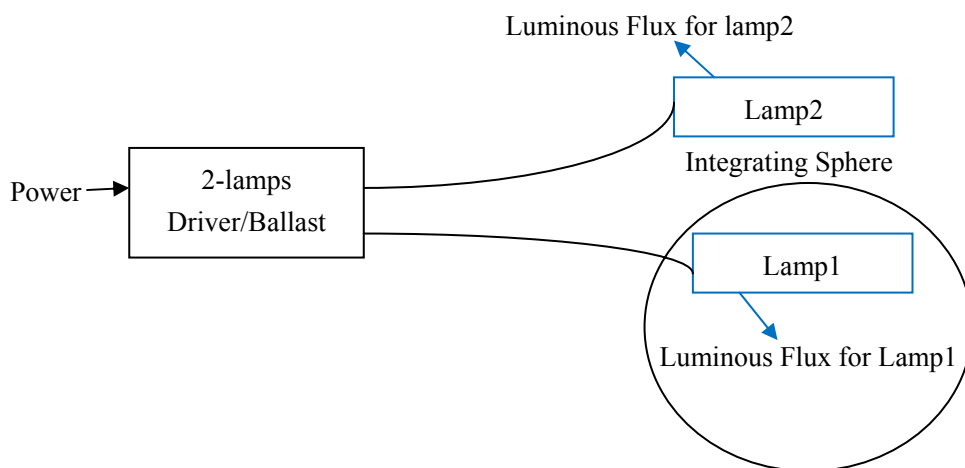 Luminous Flux for lamp2
Lamp2
Integrating Sphere
Power
2-lamps
Driver/Ballast
Lamp1
Luminous Flux for Lamp1